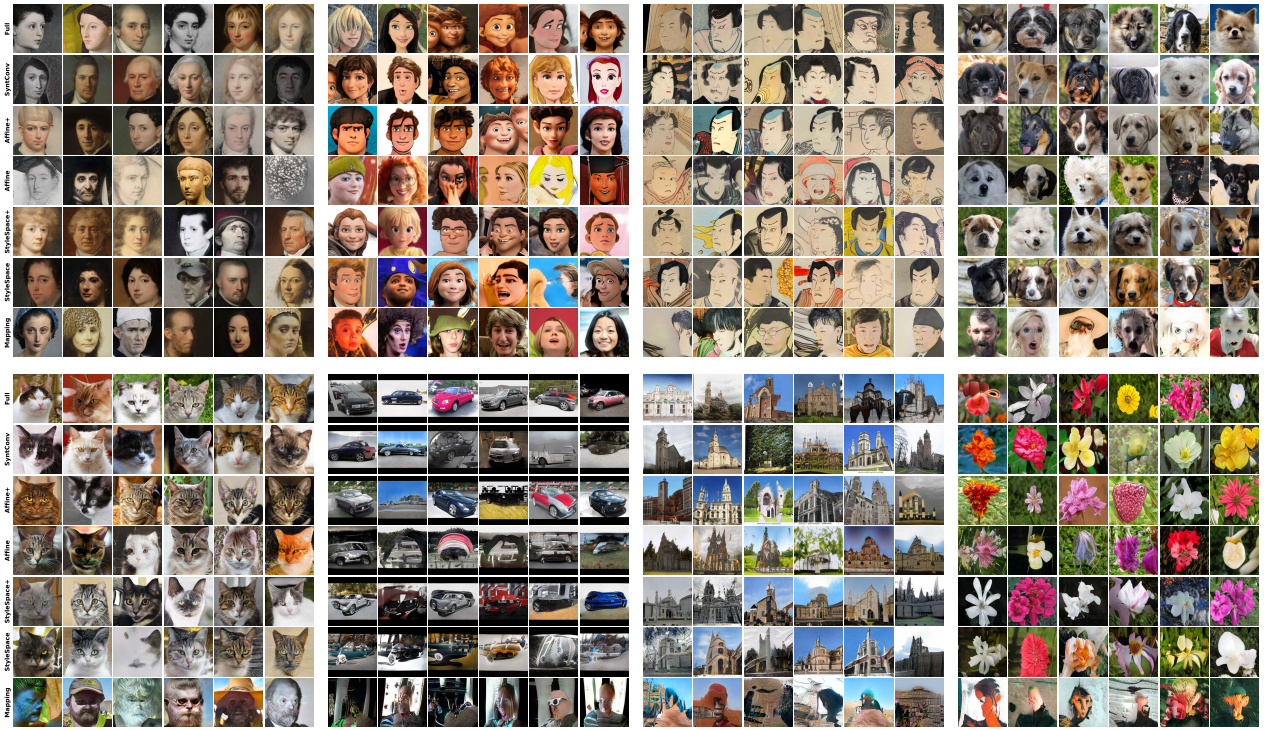 Full
SyntConv
Affine+
Affine
StyleSpace+
StyleSpace
Mapping
Full
SyntConv
Affine+
Affine
StyleSpace+
StyleSpace
Mapping